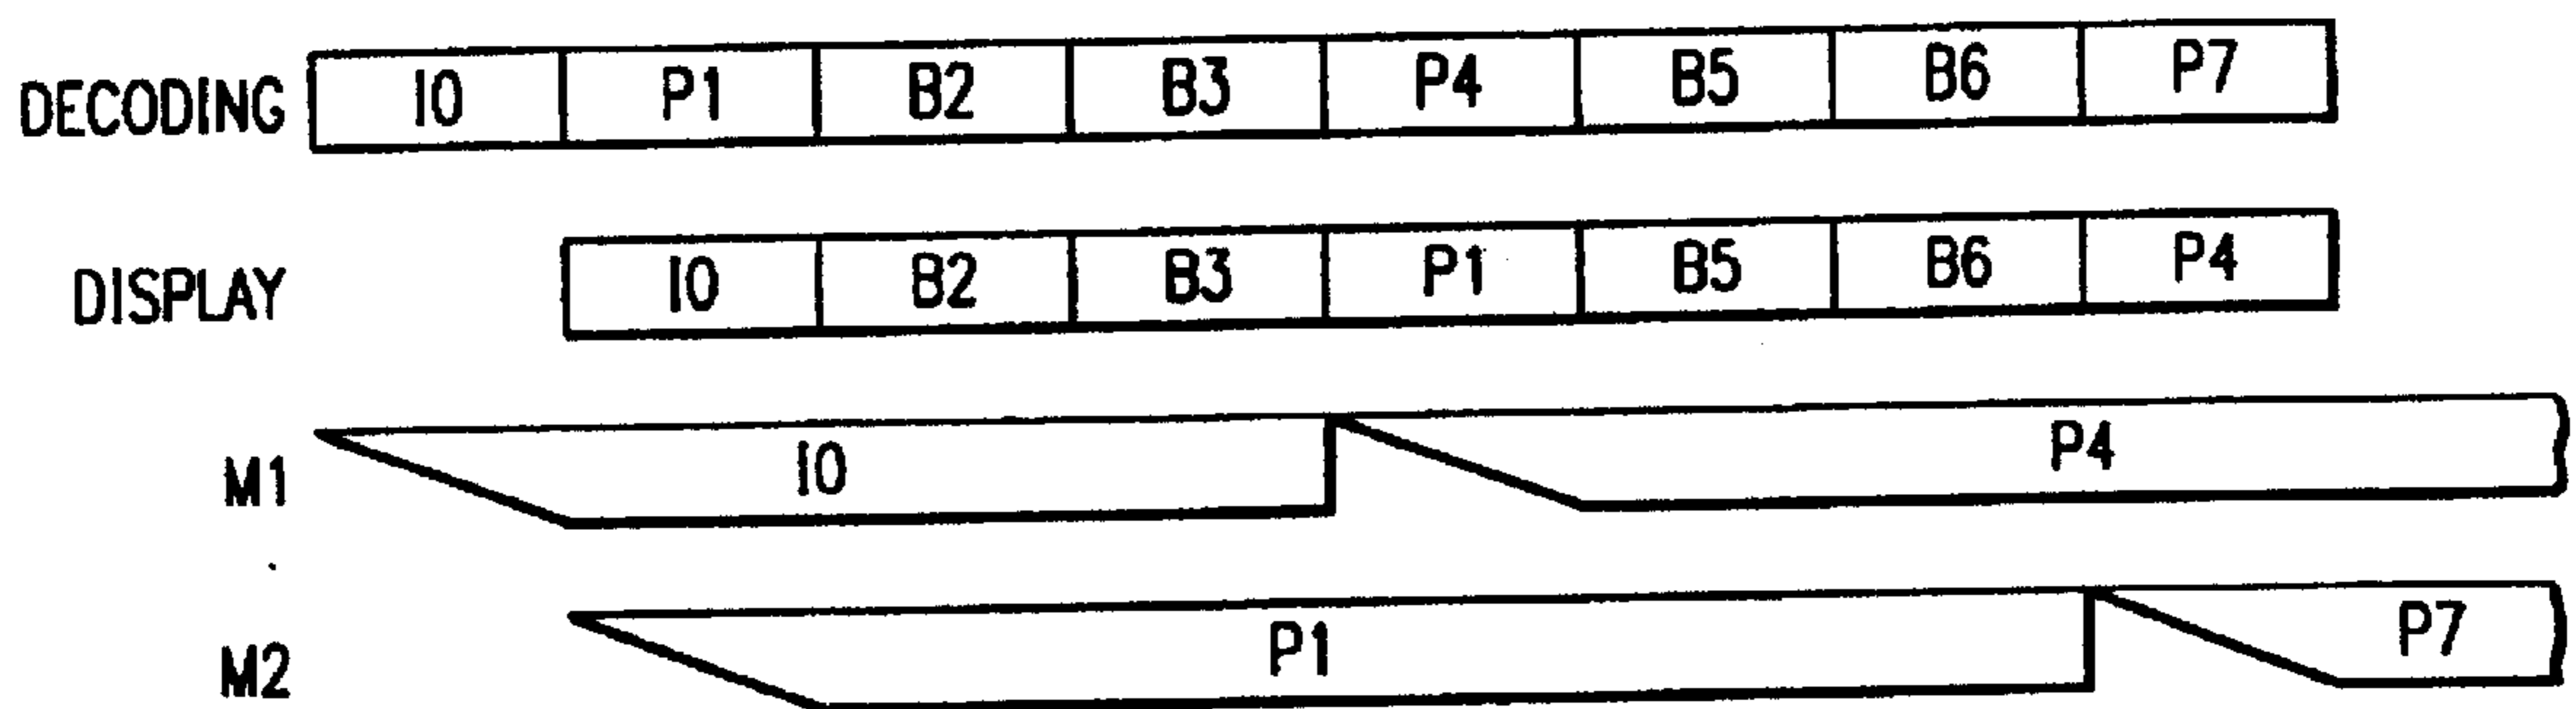 DECODING I0 P1 B2 B3 P4 B5 B6 P7
DISPLAY I0 B2 B3 P1 B5 B6 P4
M1 I0 P4
M2 P1 P7